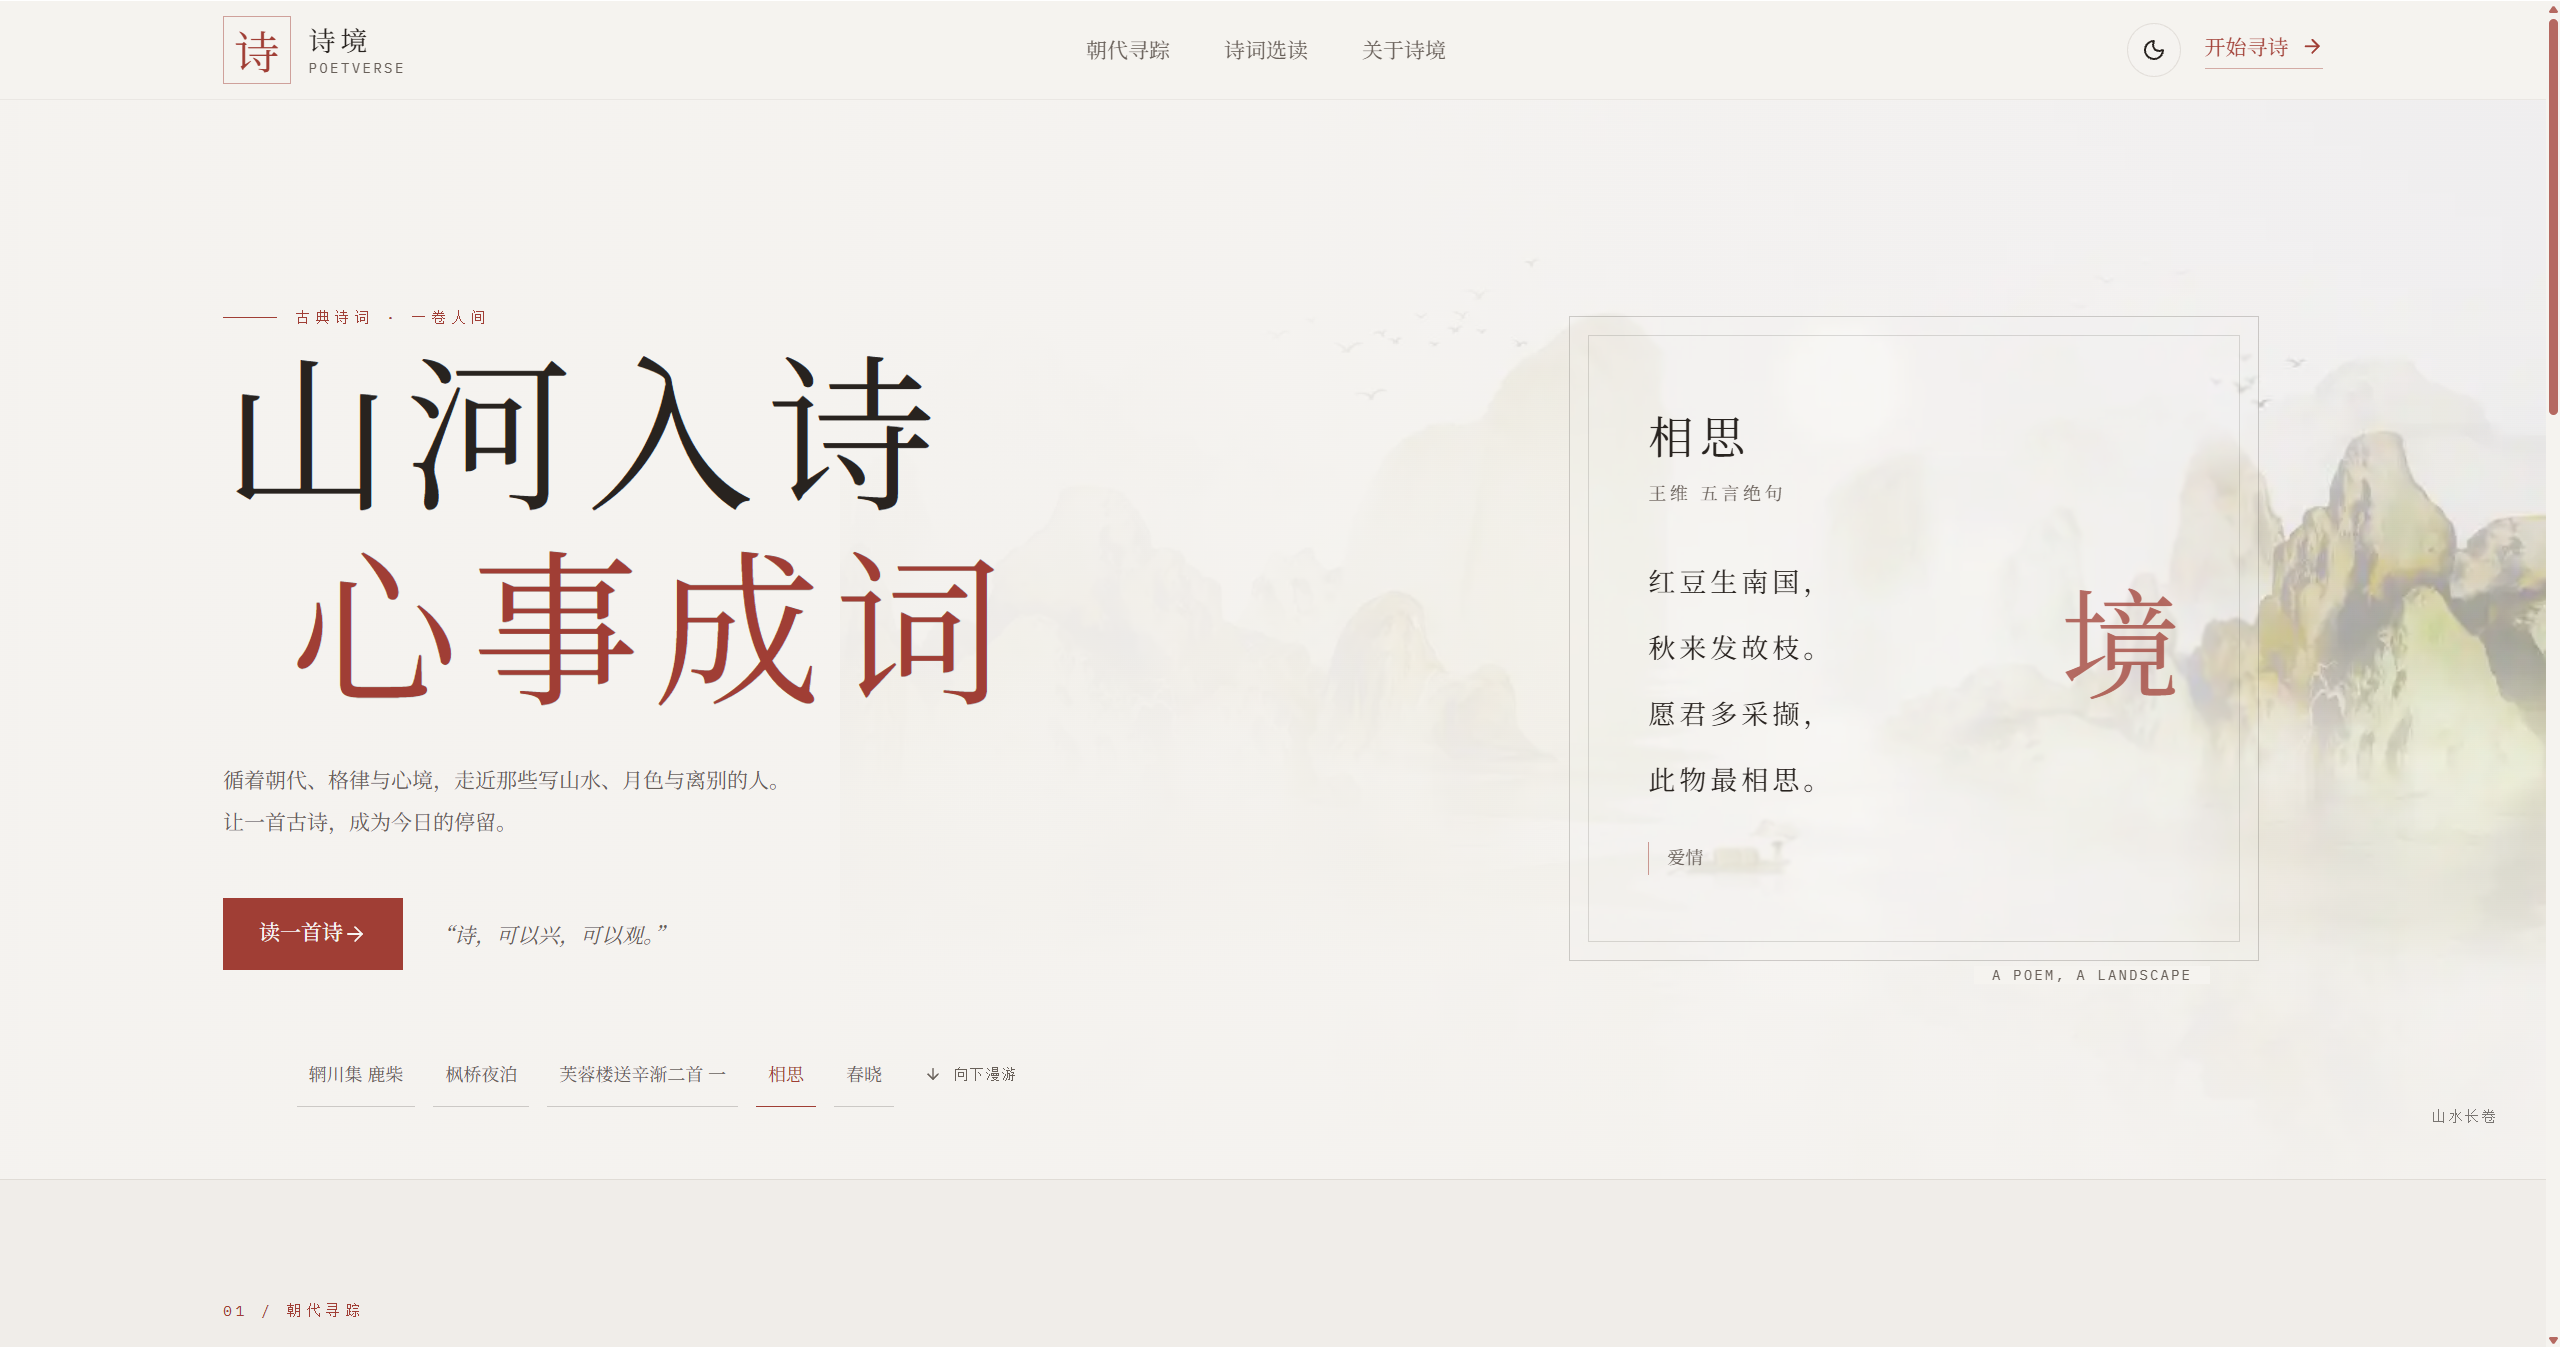 诗
诗境
POETVERSE
朝代寻踪
诗词选读
关于诗境
开始寻诗 →
古典诗词 · 一卷人间
山河入诗
心事成词
循着朝代、格律与心境，走近那些写山水、月色与离别的人。
让一首古诗，成为今日的停留。
读一首诗→
“诗，可以兴，可以观。”
相思
王维 五言绝句
红豆生南国，
秋来发故枝。
愿君多采撷，
此物最相思。
爱情
境
A POEM, A LANDSCAPE
辋川集 鹿柴
枫桥夜泊
芙蓉楼送辛渐二首 一
相思
春晓
↓ 向下漫游
山水长卷
01 / 朝代寻踪